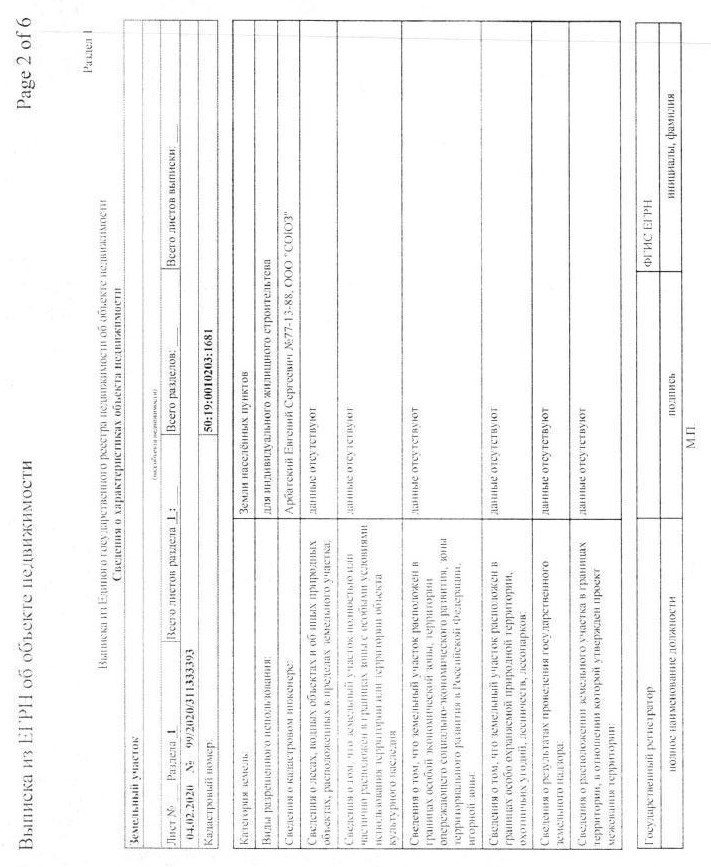 Выписка из ЕГРН об объекте недвижимости
Page 2 of 6
Раздел 1
Выписка из Единого государственного реестра недвижимости об объекте недвижимости
Сведения о характеристиках объекта недвижимости
Земельный участок
(вид объекта недвижимости)
Лист № Раздела 1 Всего листов раздела 1 : Всего разделов: Всего листов выписки:
04.02.2020 № 99/2020/311333393
Кадастровый номер: 50:19:0010203:1681
Категория земель: Земли населённых пунктов
Виды разрешенного использования: для индивидуального жилищного строительства
Сведения о кадастровом инженере: Арбатский Евгений Сергеевич №77-13-88, ООО "СОЮЗ"
Сведения о лесах, водных объектах и об иных природных
объектах, расположенных в пределах земельного участка:
данные отсутствуют
Сведения о том, что земельный участок полностью или
частично расположен в границах зоны с особыми условиями
использования территории или территории объекта
культурного наследия
данные отсутствуют
Сведения о том, что земельный участок расположен в
границах особой экономической зоны, территории
опережающего социально-экономического развития, зоны
территориального развития в Российской Федерации,
игорной зоны:
данные отсутствуют
Сведения о том, что земельный участок расположен в
границах особо охраняемой природной территории,
охотничьих угодий, лесничеств, лесопарков:
данные отсутствуют
Сведения о результатах проведения государственного
земельного надзора:
данные отсутствуют
Сведения о расположении земельного участка в границах
территории, в отношении которой утвержден проект
межевания территории:
данные отсутствуют
Государственный регистратор ФГИС ЕГРН
полное наименование должности подпись инициалы, фамилия
М.П.